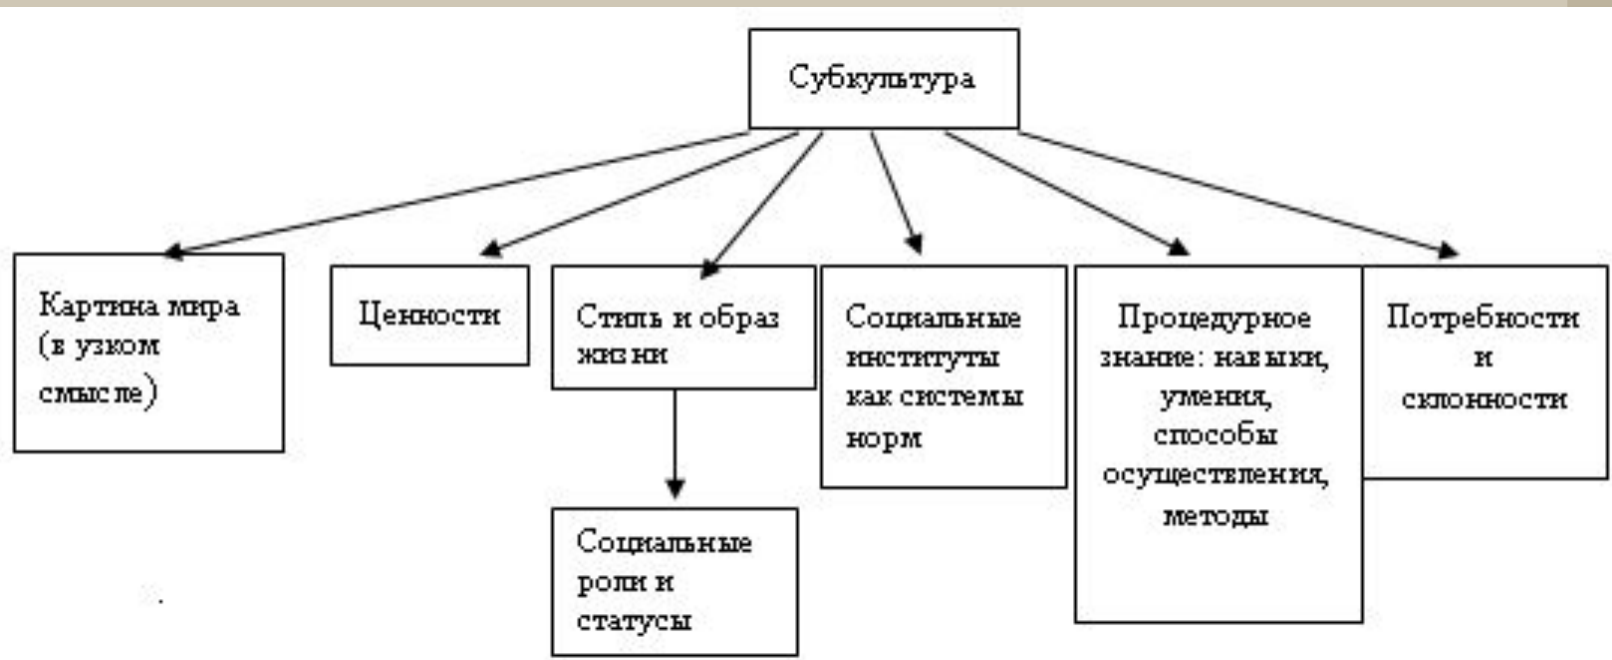 Субкультура
Картина мира
(в узком
смысле)
Ценности
Стиль и образ
жизни
Социальные
институты
как системы
норм
Процедурное
знание: навыки,
умения,
способы
осуществления,
методы
Потребности
и
склонности
Социальные
роли и
статусы
.